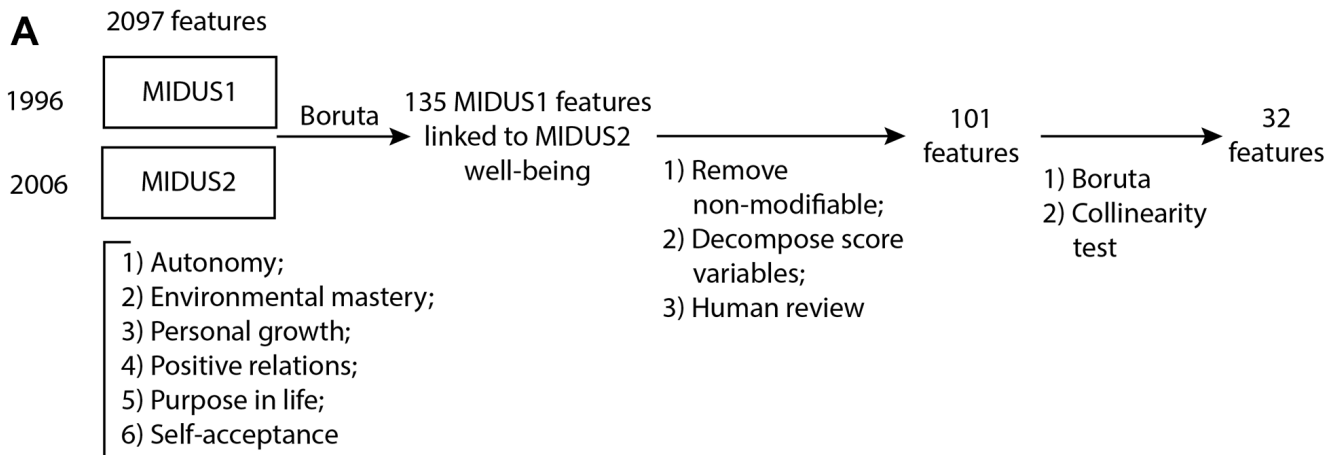 A
2097 features
1996
MIDUS1
2006
MIDUS2
1) Autonomy;
2) Environmental mastery;
3) Personal growth;
4) Positive relations;
5) Purpose in life;
6) Self-acceptance
Boruta
135 MIDUS1 features
linked to MIDUS2
well-being
1) Remove
non-modifiable;
2) Decompose score
variables;
3) Human review
101
features
1) Boruta
2) Collinearity
test
32
features